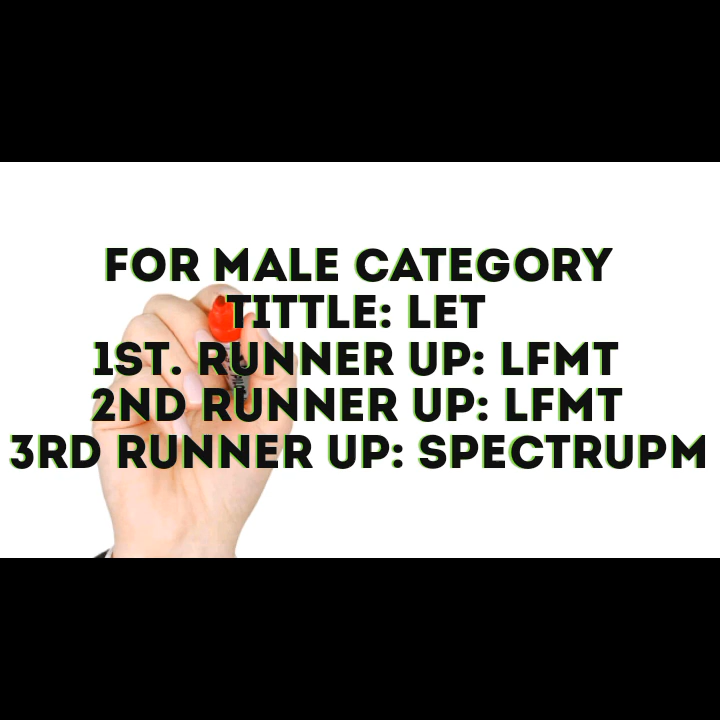 FOR MALE CATEGORY
TITTLE: LET
1ST. RUNNER UP: LFMT
2ND RUNNER UP: LFMT
3RD RUNNER UP: SPECTRUPM